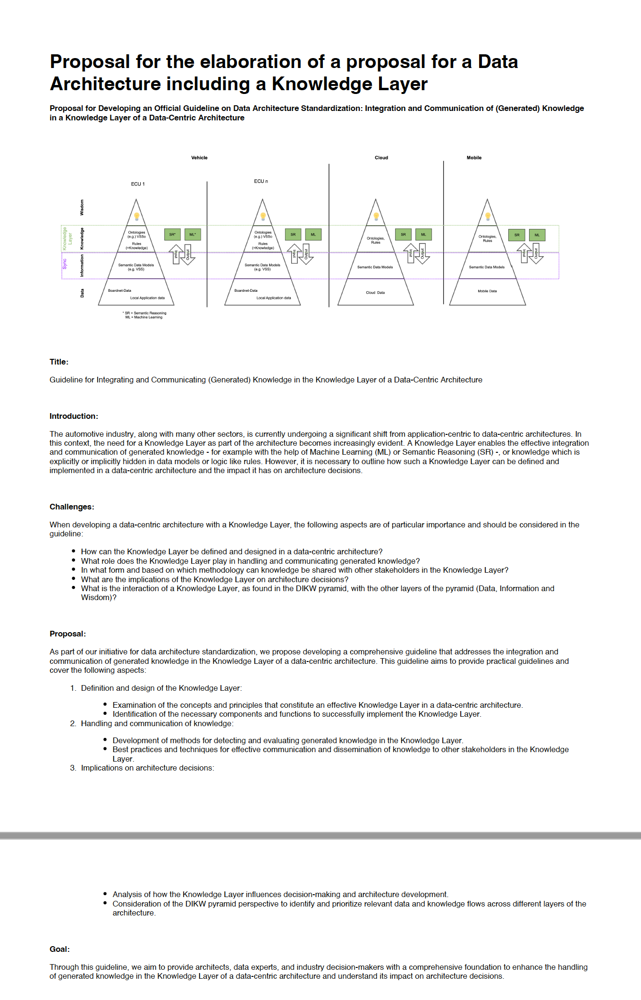 Proposal for the elaboration of a proposal for a Data
Architecture including a Knowledge Layer
Proposal for Developing an Official Guideline on Data Architecture Standardization: Integration and Communication of (Generated) Knowledge
in a Knowledge Layer of a Data-Centric Architecture
Vehicle
Cloud
Mobile
ECU 1
ECU n
Wisdom
Knowledge Layer
Knowledge
Sync
Information
Data
Ontologies
(e.g.) VSSo
Rules
(=Knowledge)
SR*
ML*
Input
Output
Semantic Data Models
(e.g. VSS)
Boardnet-Data
Local Application data
Ontologies
(e.g.) VSSo
Rules
(=Knowledge)
SR
ML
Input
Output
Semantic Data Models
(e.g. VSS)
Boardnet-Data
Local Application data
Ontologies,
Rules
SR
ML
Input
Output
Semantic Data Models
Cloud Data
Ontologies,
Rules
SR
ML
Input
Output
Semantic Data Models
Mobile Data
* SR = Semantic Reasoning
ML = Machine Learning
Title:
Guideline for Integrating and Communicating (Generated) Knowledge in the Knowledge Layer of a Data-Centric Architecture
Introduction:
The automotive industry, along with many other sectors, is currently undergoing a significant shift from application-centric to data-centric architectures. In
this context, the need for a Knowledge Layer as part of the architecture becomes increasingly evident. A Knowledge Layer enables the effective integration
and communication of generated knowledge - for example with the help of Machine Learning (ML) or Semantic Reasoning (SR) -, or knowledge which is
explicitly or implicitly hidden in data models or logic like rules. However, it is necessary to outline how such a Knowledge Layer can be defined and
implemented in a data-centric architecture and the impact it has on architecture decisions.
Challenges:
When developing a data-centric architecture with a Knowledge Layer, the following aspects are of particular importance and should be considered in the
guideline:
• How can the Knowledge Layer be defined and designed in a data-centric architecture?
• What role does the Knowledge Layer play in handling and communicating generated knowledge?
• In what form and based on which methodology can knowledge be shared with other stakeholders in the Knowledge Layer?
• What are the implications of the Knowledge Layer on architecture decisions?
• What is the interaction of a Knowledge Layer, as found in the DIKW pyramid, with the other layers of the pyramid (Data, Information and
Wisdom)?
Proposal:
As part of our initiative for data architecture standardization, we propose developing a comprehensive guideline that addresses the integration and
communication of generated knowledge in the Knowledge Layer of a data-centric architecture. This guideline aims to provide practical guidelines and
cover the following aspects:
1. Definition and design of the Knowledge Layer:
• Examination of the concepts and principles that constitute an effective Knowledge Layer in a data-centric architecture.
• Identification of the necessary components and functions to successfully implement the Knowledge Layer.
2. Handling and communication of knowledge:
• Development of methods for detecting and evaluating generated knowledge in the Knowledge Layer.
• Best practices and techniques for effective communication and dissemination of knowledge to other stakeholders in the Knowledge
Layer.
3. Implications on architecture decisions:
• Analysis of how the Knowledge Layer influences decision-making and architecture development.
• Consideration of the DIKW pyramid perspective to identify and prioritize relevant data and knowledge flows across different layers of the
architecture.
Goal:
Through this guideline, we aim to provide architects, data experts, and industry decision-makers with a comprehensive foundation to enhance the handling
of generated knowledge in the Knowledge Layer of a data-centric architecture and understand its impact on architecture decisions.